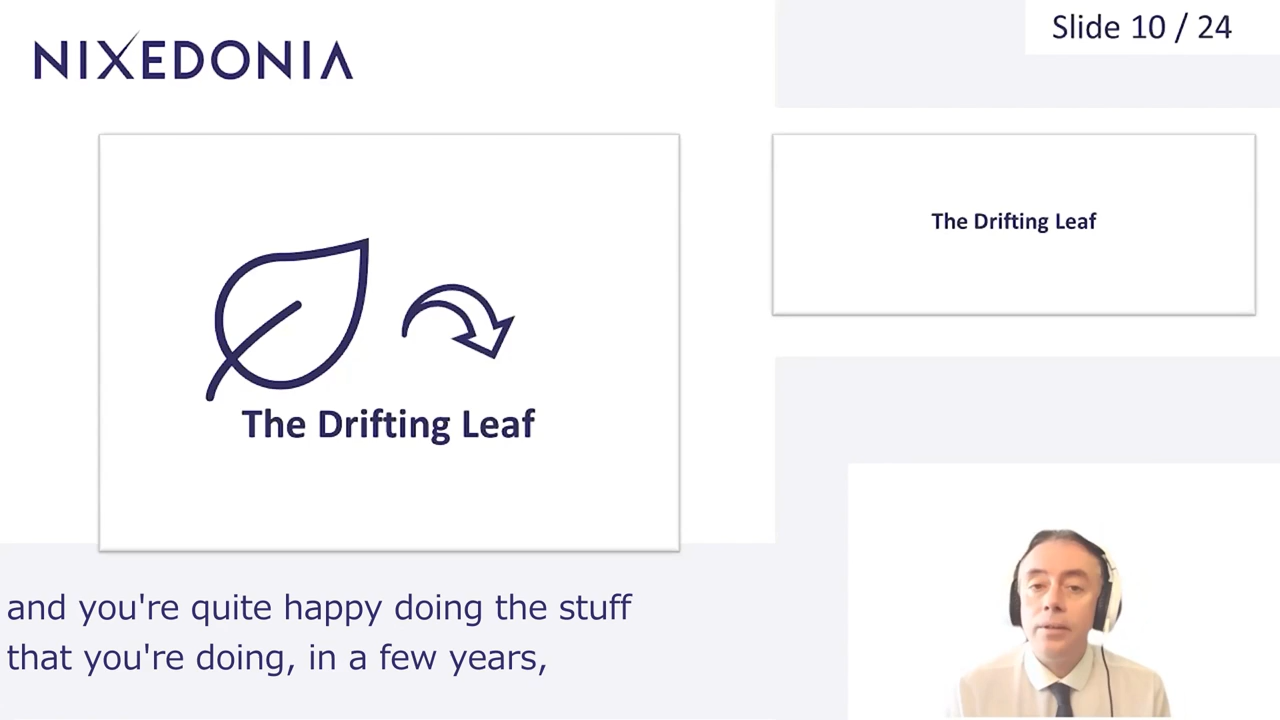 NIXEDONIA
Slide 10 / 24
The Drifting Leaf
The Drifting Leaf
and you're quite happy doing the stuff
that you're doing, in a few years,